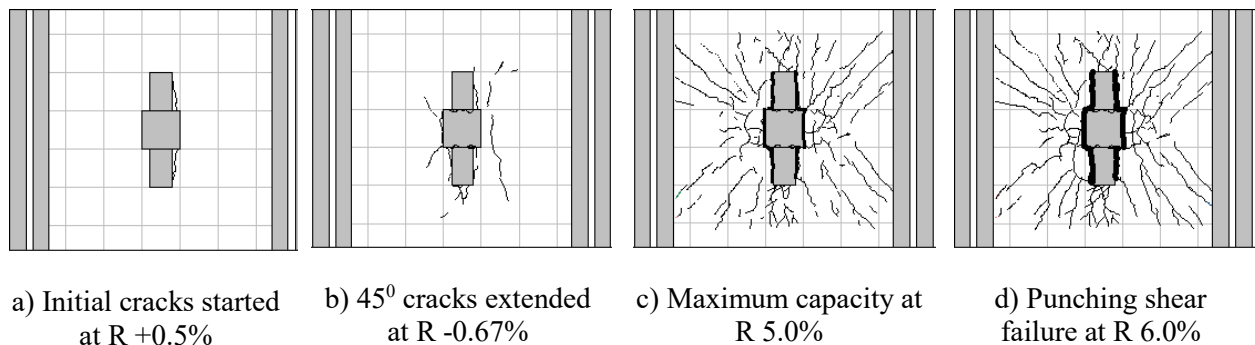 a) Initial cracks started
at R +0.5%
b) 45⁰ cracks extended
at R -0.67%
c) Maximum capacity at
R 5.0%
d) Punching shear
failure at R 6.0%